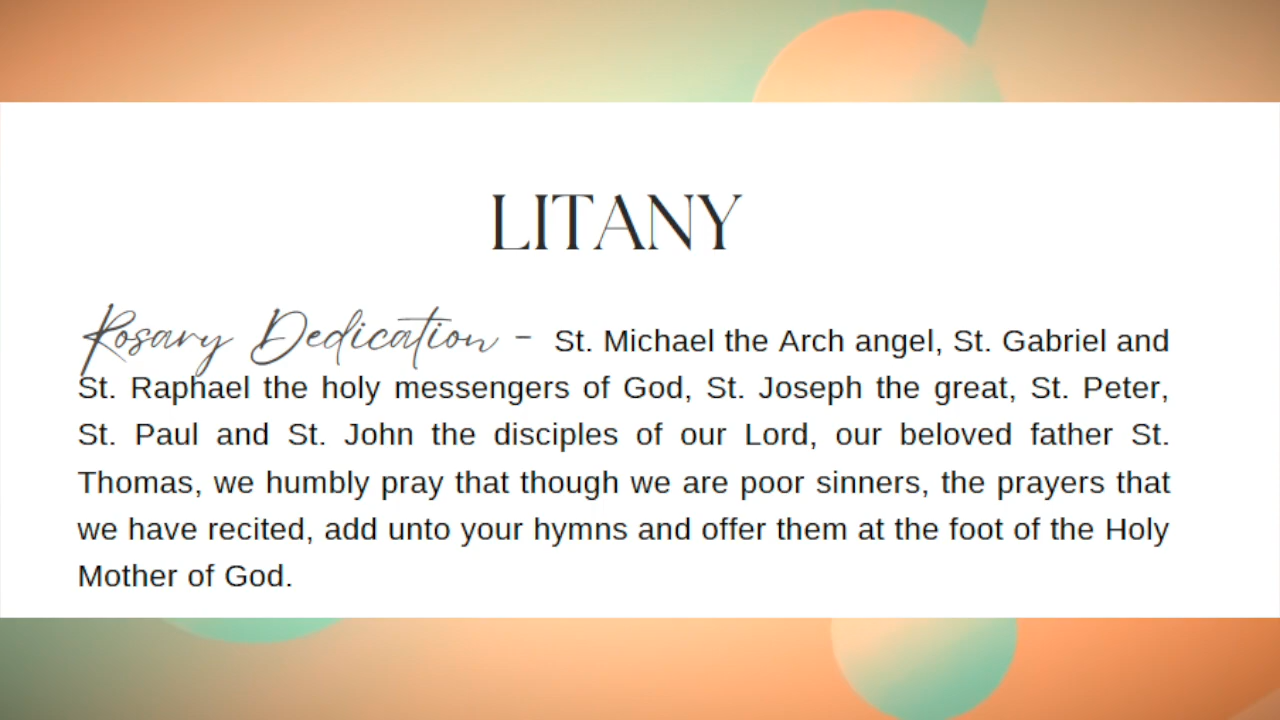 LITANY
Rosary Dedication - St. Michael the Arch angel, St. Gabriel and
St. Raphael the holy messengers of God, St. Joseph the great, St. Peter,
St. Paul and St. John the disciples of our Lord, our beloved father St.
Thomas, we humbly pray that though we are poor sinners, the prayers that
we have recited, add unto your hymns and offer them at the foot of the Holy
Mother of God.